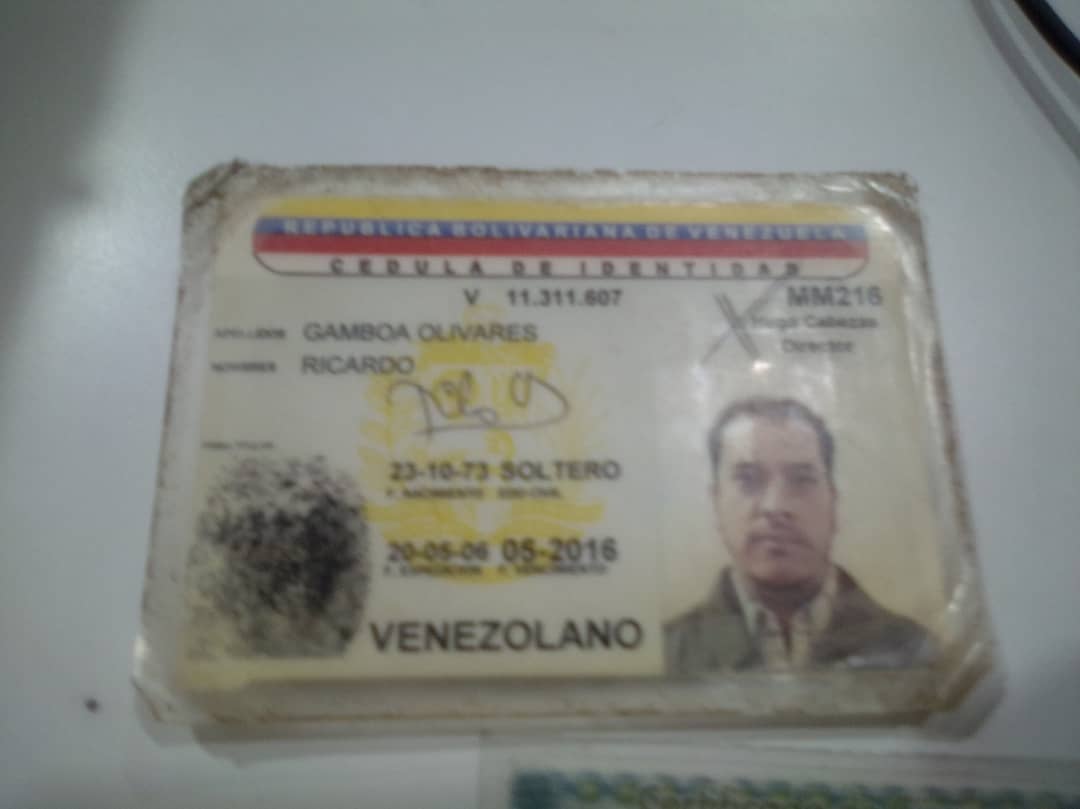 REPUBLICA BOLIVARIANA DE VENEZUELA
CEDULA DE IDENTIDAD
V 11.311.607
MM216
Hugo Cabezas
Director
APELLIDOS GAMBOA OLIVARES
NOMBRES RICARDO
23-10-73 SOLTERO
F. NACIMIENTO EDO CIVIL
20-05-06 05-2016
F. EXPEDICION F. VENCIMIENTO
VENEZOLANO